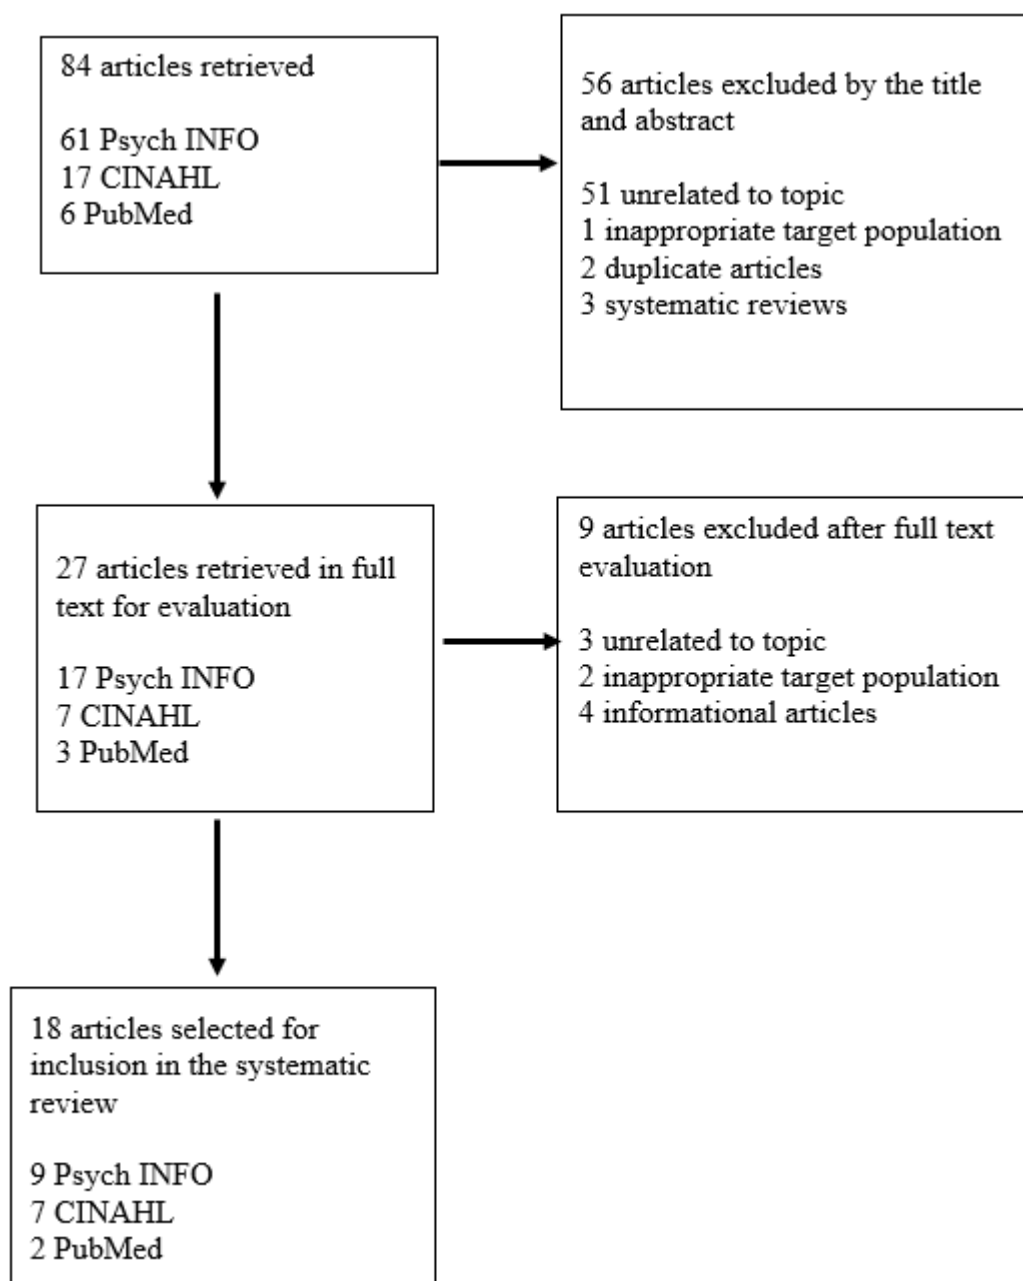 84 articles retrieved
61 Psych INFO
17 CINAHL
6 PubMed
56 articles excluded by the title
and abstract
51 unrelated to topic
1 inappropriate target population
2 duplicate articles
3 systematic reviews
27 articles retrieved in full
text for evaluation
17 Psych INFO
7 CINAHL
3 PubMed
9 articles excluded after full text
evaluation
3 unrelated to topic
2 inappropriate target population
4 informational articles
18 articles selected for
inclusion in the systematic
review
9 Psych INFO
7 CINAHL
2 PubMed